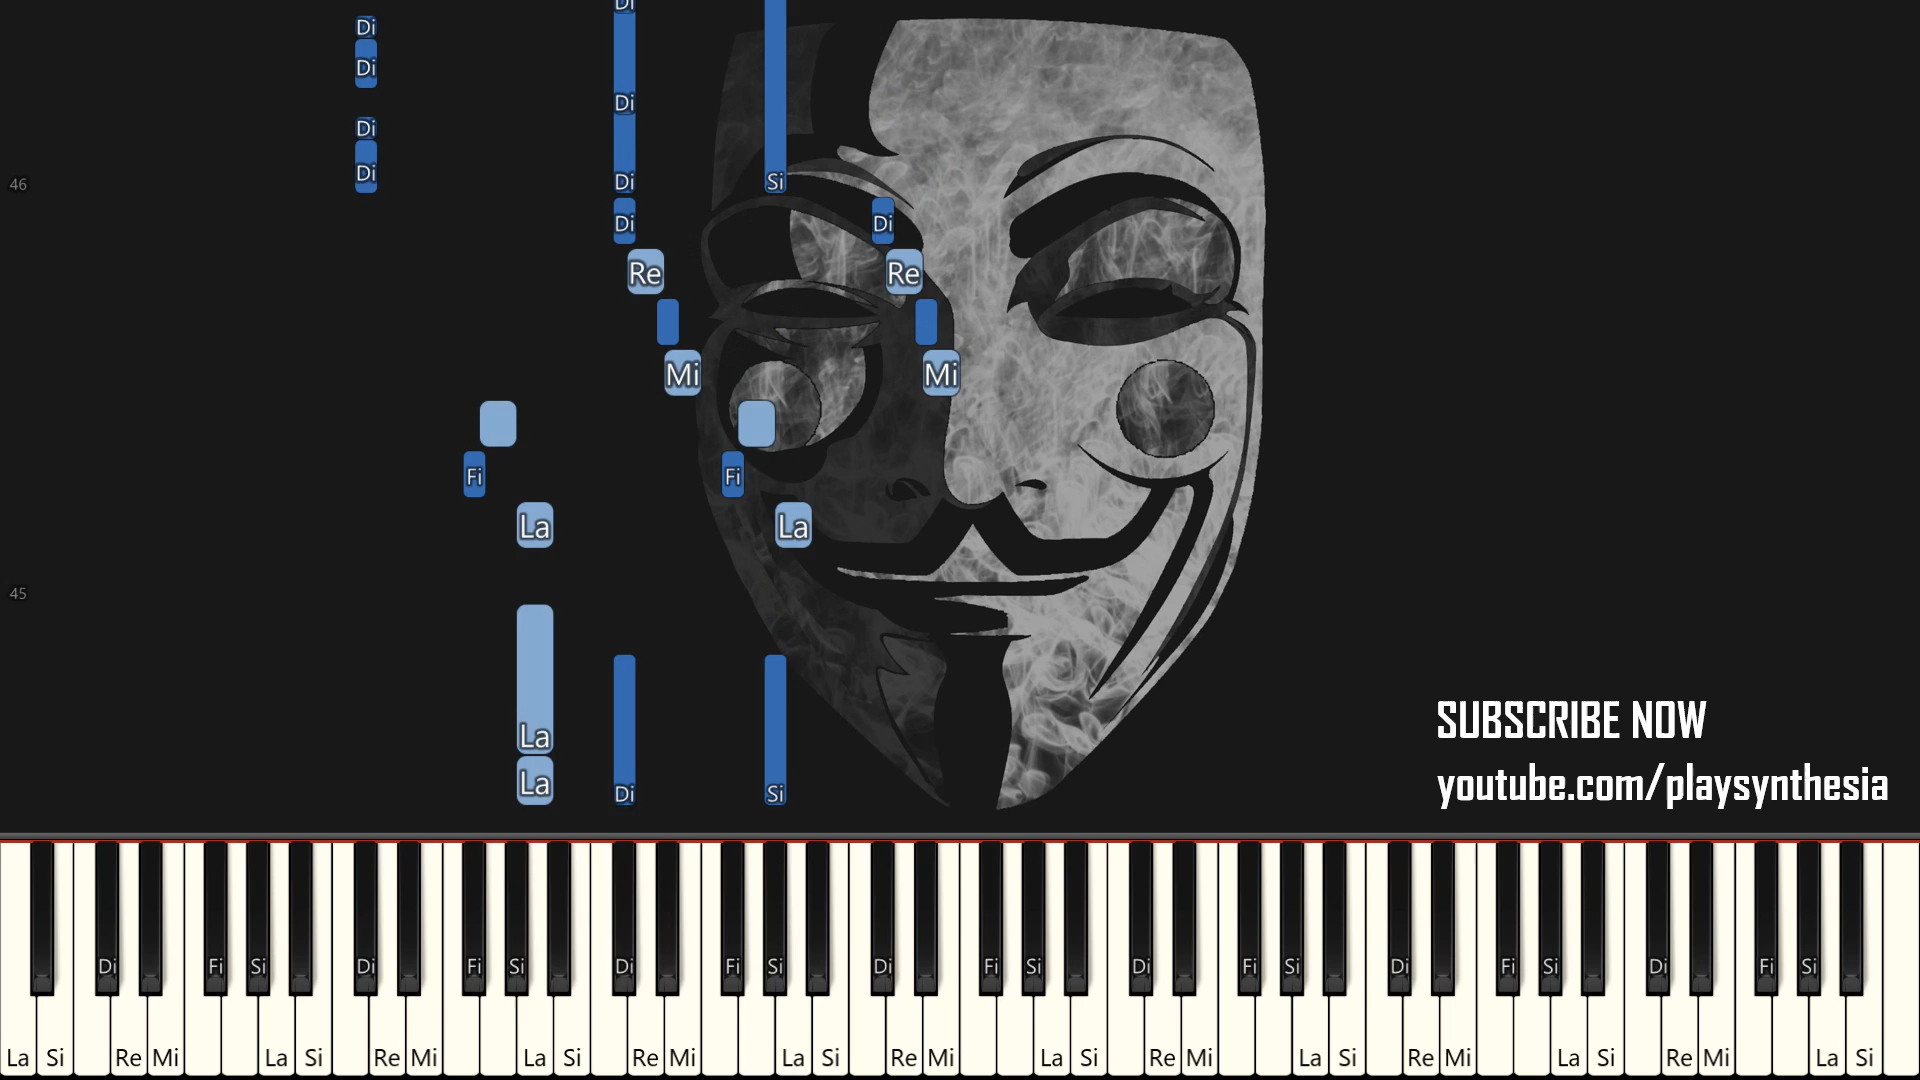 Di Di
Di
Di
Di
Di
Di Di Si
46
Di Di
Re Re
Mi Mi
Fi Fi
La La
45
La
La Di Si
SUBSCRIBE NOW
youtube.com/playsynthesia
Di Fi Si Di Fi Si Di Fi Si Di Fi Si Di Fi Si Di Fi Si Di Fi Si
La Si Re Mi La Si Re Mi La Si Re Mi La Si Re Mi La Si Re Mi La Si Re Mi La Si Re Mi La Si